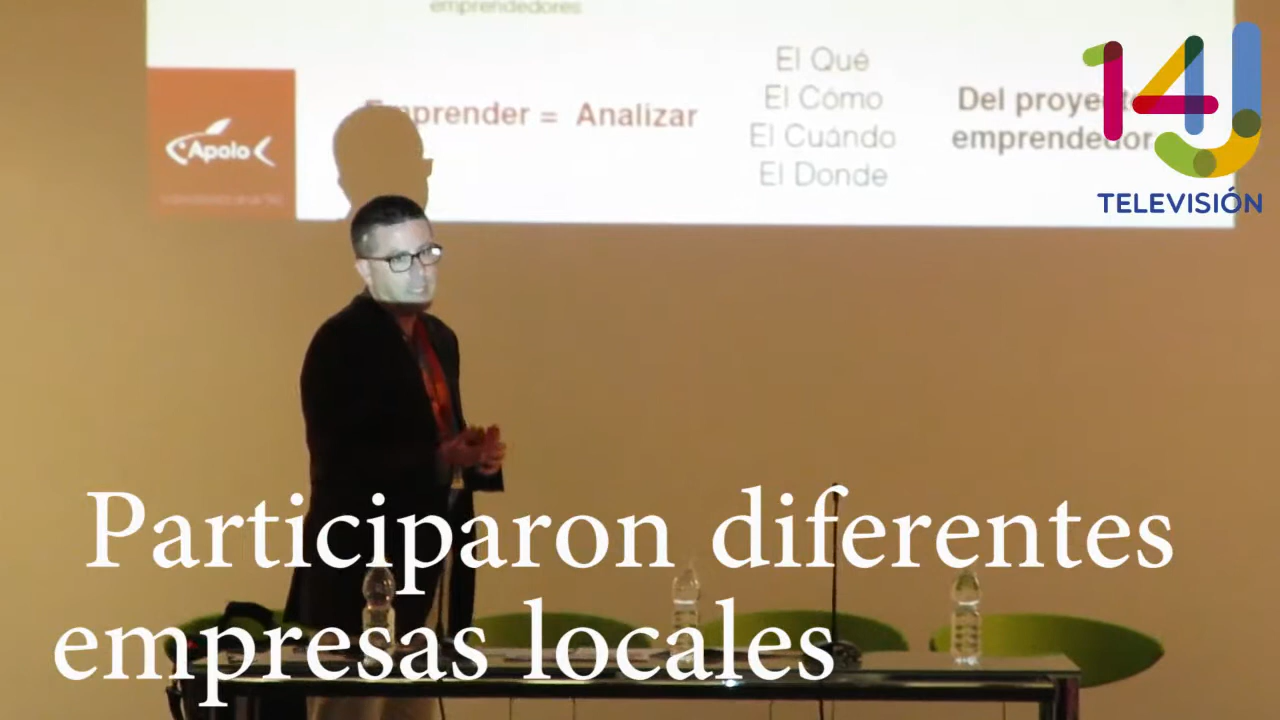 emprendedores
Emprender = Analizar
El Qué
El Cómo
El Cuándo
El Donde
Del proyecto
emprendedor
Apolo
14J
TELEVISIÓN
Participaron diferentes
empresas locales